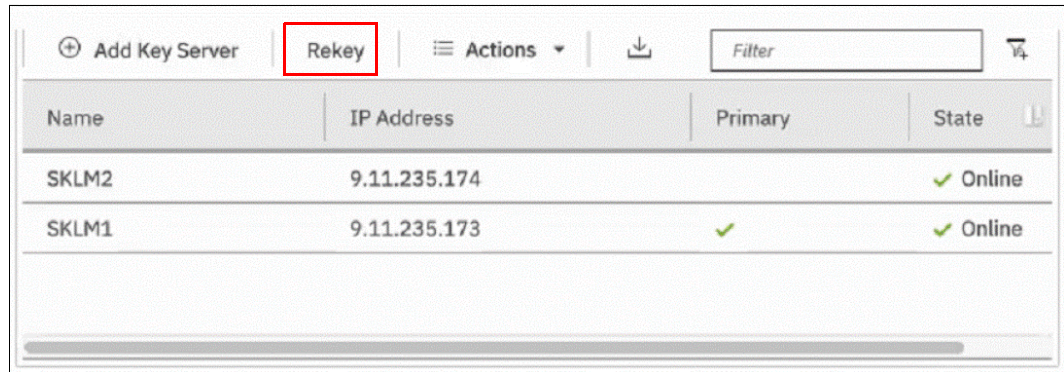 Add Key Server Rekey Actions Filter
Name IP Address Primary State
SKLM2 9.11.235.174 Online
SKLM1 9.11.235.173 Online